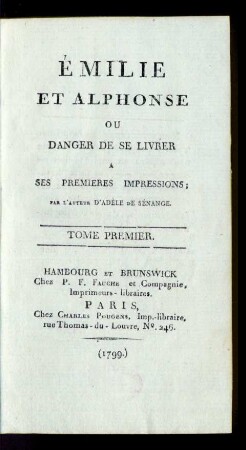 ÉMILIE
ET ALPHONSE
OU
DANGER DE SE LIVRER
A
SES PREMIERES IMPRESSIONS;
PAR L'AUTEUR D'ADÈLE DE SÉNANGE.
TOME PREMIER.
HAMBOURG ET BRUNSWICK
Chez P. F. FAUCHE et Compagnie,
Imprimeurs-libraires.
PARIS,
Chez CHARLES POUGENS, Imp.-libraire,
rue Thomas-du-Louvre, N°. 246.
(1799.)